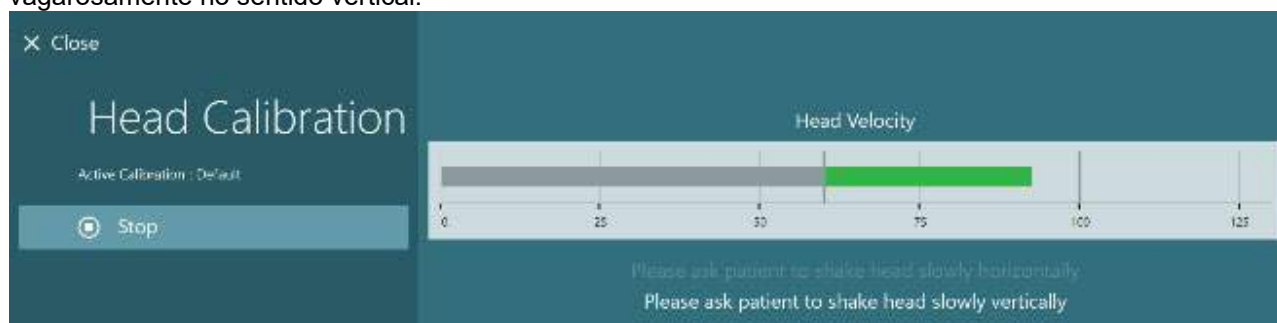 vagarosamente no sentido vertical.
Close
Head Calibration
Active Calibration : Default
Stop
Head Velocity
0 25 50 75 100 125
Please ask patient to shake head slowly horizontally
Please ask patient to shake head slowly vertically